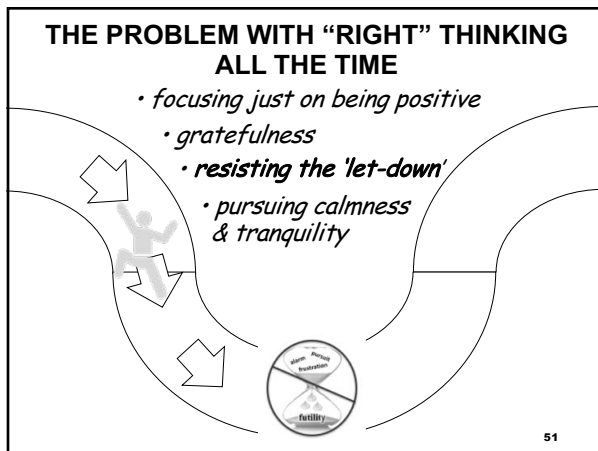 THE PROBLEM WITH “RIGHT” THINKING
ALL THE TIME
• focusing just on being positive
• gratefulness
• resisting the ‘let-down’
• pursuing calmness
& tranquility
alarm pursuit
frustration
futility
51